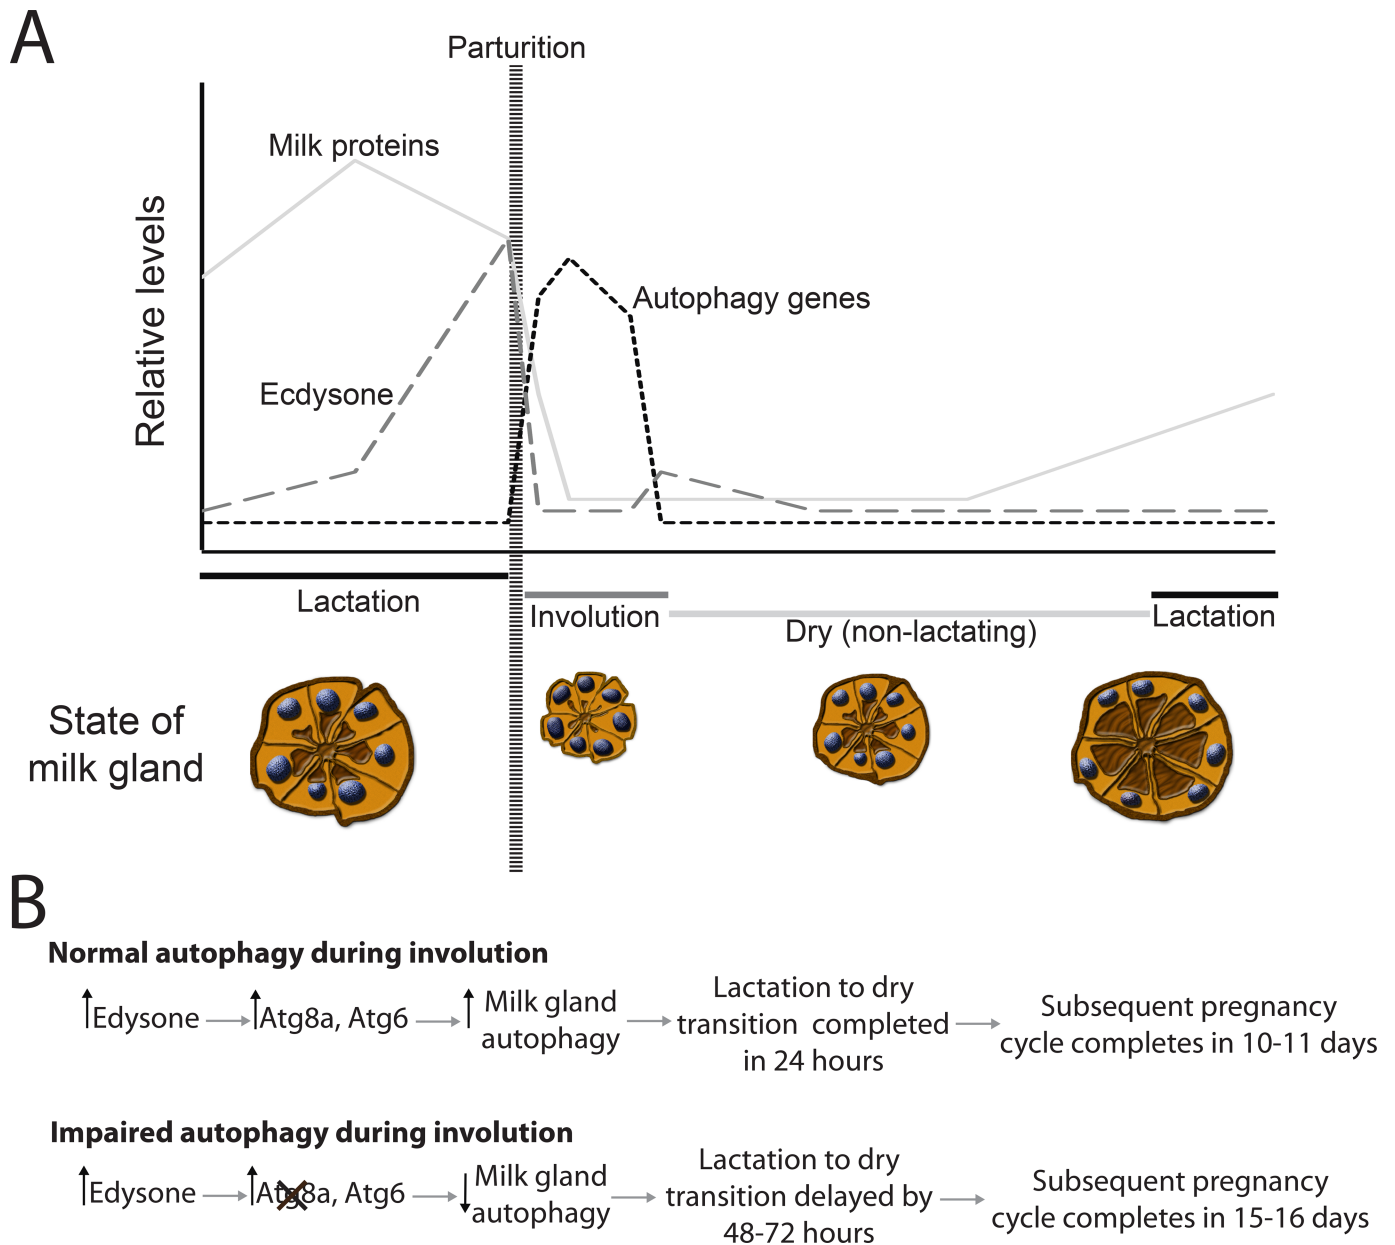 A
Parturition
Milk proteins
Relative levels
Autophagy genes
Ecdysone
Lactation
Involution
Dry (non-lactating)
Lactation
State of
milk gland
B
Normal autophagy during involution
Edysone
Atg8a, Atg6
Milk gland
autophagy
Lactation to dry
transition completed
in 24 hours
Subsequent pregnancy
cycle completes in 10-11 days
Impaired autophagy during involution
Edysone
Atg8a, Atg6
Milk gland
autophagy
Lactation to dry
transition delayed by
48-72 hours
Subsequent pregnancy
cycle completes in 15-16 days